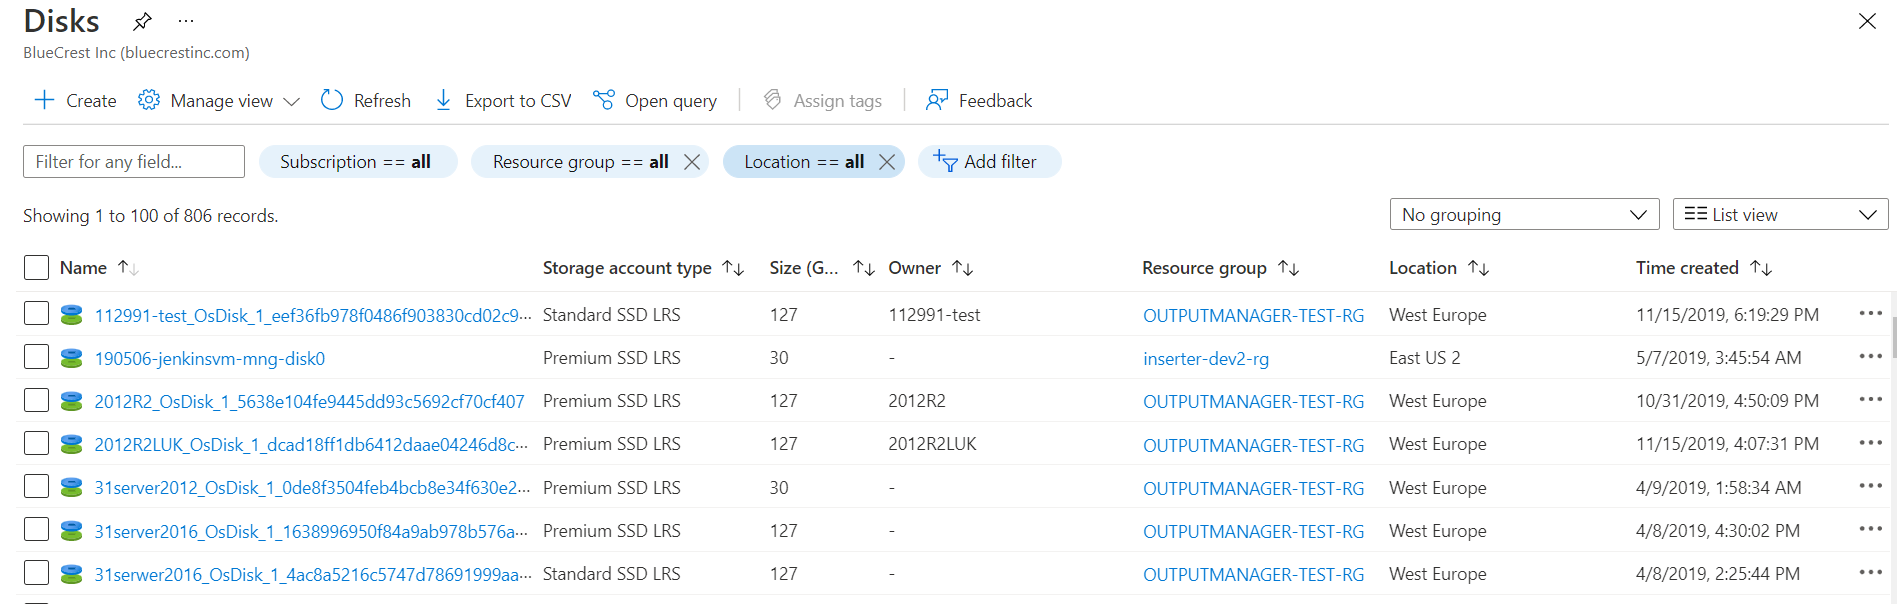 Disks
BlueCrest Inc (bluecrestinc.com)
Create Manage view Refresh Export to CSV Open query Assign tags Feedback
Filter for any field... Subscription == all Resource group == all Location == all Add filter
Showing 1 to 100 of 806 records. No grouping List view
Name Storage account type Size (G... Owner Resource group Location Time created
112991-test_OsDisk_1_eef36fb978f0486f903830cd02c9... Standard SSD LRS 127 112991-test OUTPUTMANAGER-TEST-RG West Europe 11/15/2019, 6:19:29 PM
190506-jenkinsvm-mng-disk0 Premium SSD LRS 30 - inserter-dev2-rg East US 2 5/7/2019, 3:45:54 AM
2012R2_OsDisk_1_5638e104fe9445dd93c5692cf70cf407 Premium SSD LRS 127 2012R2 OUTPUTMANAGER-TEST-RG West Europe 10/31/2019, 4:50:09 PM
2012R2LUK_OsDisk_1_dcad18ff1db6412daae04246d8c... Premium SSD LRS 127 2012R2LUK OUTPUTMANAGER-TEST-RG West Europe 11/15/2019, 4:07:31 PM
31server2012_OsDisk_1_0de8f3504feb4bcb8e34f630e2... Premium SSD LRS 30 - OUTPUTMANAGER-TEST-RG West Europe 4/9/2019, 1:58:34 AM
31server2016_OsDisk_1_1638996950f84a9ab978b576a... Premium SSD LRS 127 - OUTPUTMANAGER-TEST-RG West Europe 4/8/2019, 4:30:02 PM
31serwer2016_OsDisk_1_4ac8a5216c5747d78691999aa... Standard SSD LRS 127 - OUTPUTMANAGER-TEST-RG West Europe 4/8/2019, 2:25:44 PM